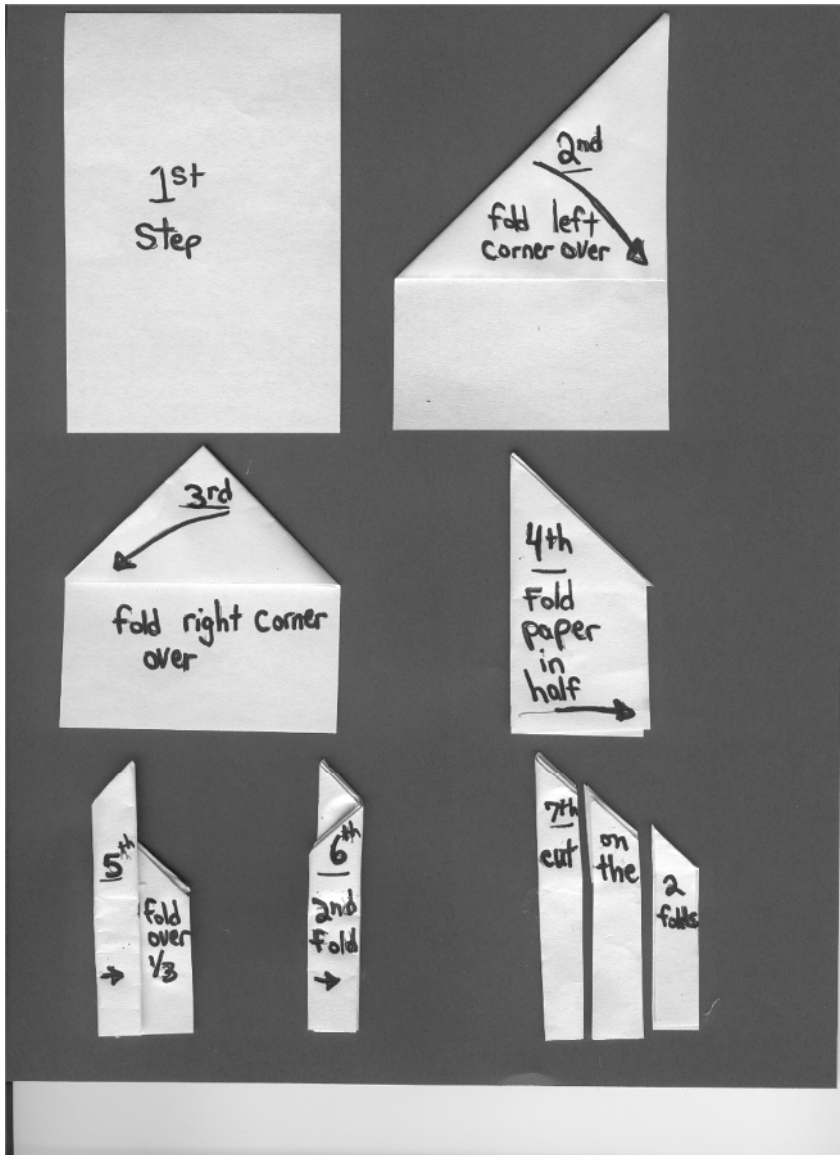 1st
Step
2nd
fold left
corner over
3rd
fold right corner
over
4th
Fold
paper
in
half
5th
fold
over
1/3
6th
2nd
Fold
7th
cut
on
the
2
folds